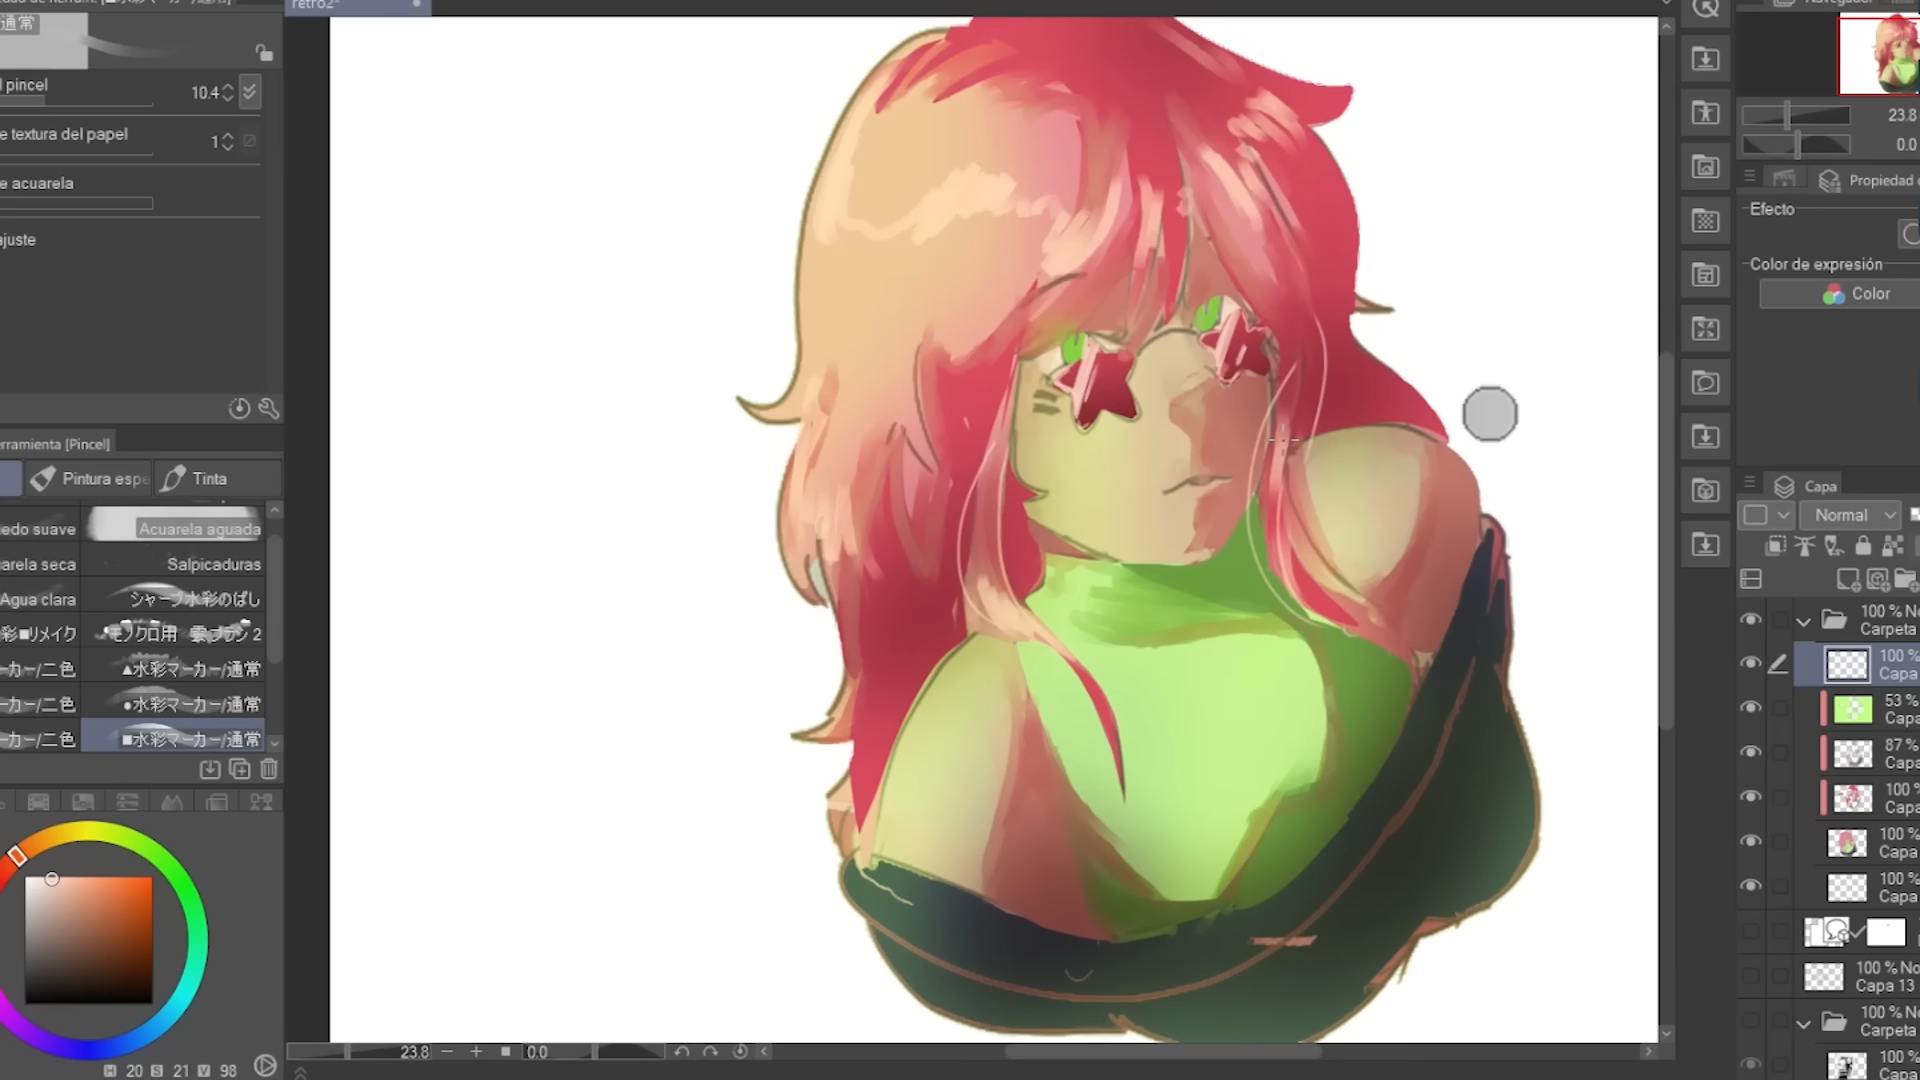 retro2-
通常
l pincel
10.4
e textura del papel
1
e acuarela
ajuste
rramienta [Pincel]
Pintura espe
Tinta
edo suave
Acuarela aguada
arela seca
Salpicaduras
Agua clara
シャープ水彩のばし
彩■リメイク
モノクロ用
ーカー/二色
▲水彩マーカー/通常
ーカー/二色
●水彩マーカー/通常
ーカー/二色
■水彩マーカー/通常
H 20 S 21 V 98
23.8
0.0
Navegador
23.8
0.0
Propiedad
Efecto
Color de expresión
Color
Capa
Normal
100 % No
Carpeta
100 %
Capa
53 %
Capa
87 %
Capa
100 %
Capa
100 %
Capa
100 %
Capa
100 % No
Capa 13
100 % No
Carpeta
100 %